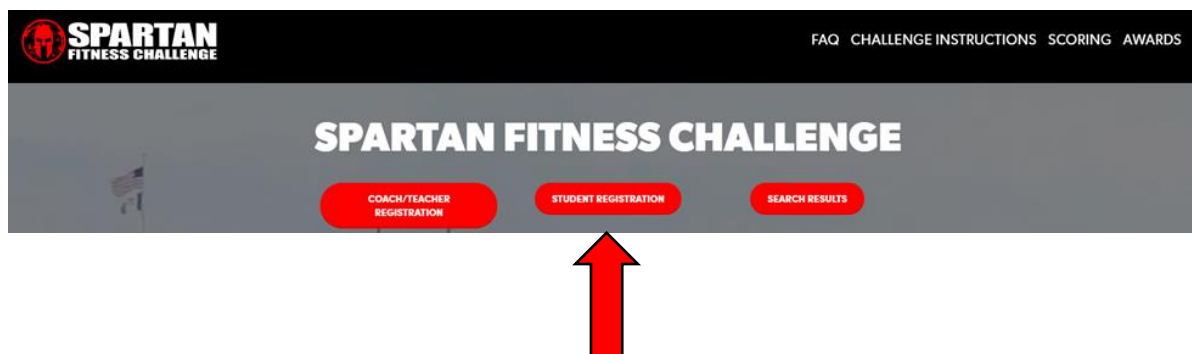 SPARTAN
FITNESS CHALLENGE
FAQ CHALLENGE INSTRUCTIONS SCORING AWARDS
SPARTAN FITNESS CHALLENGE
COACH/TEACHER
REGISTRATION
STUDENT REGISTRATION
SEARCH RESULTS